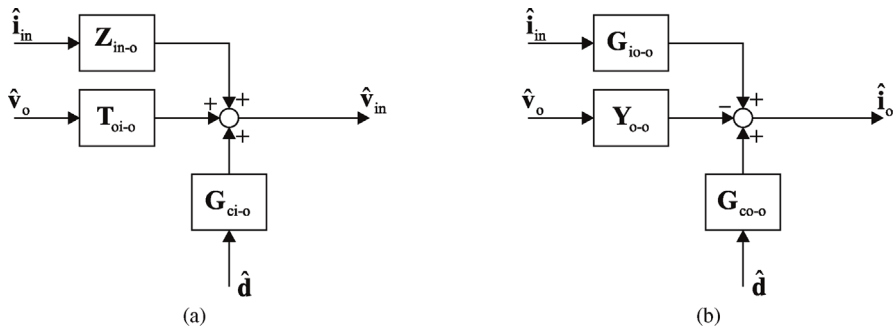 î_in
Z_in-o
v̂_o
T_oi-o
+
+
+
v̂_in
G_ci-o
d̂
(a)
î_in
G_io-o
v̂_o
Y_o-o
−
+
+
î_o
G_co-o
d̂
(b)